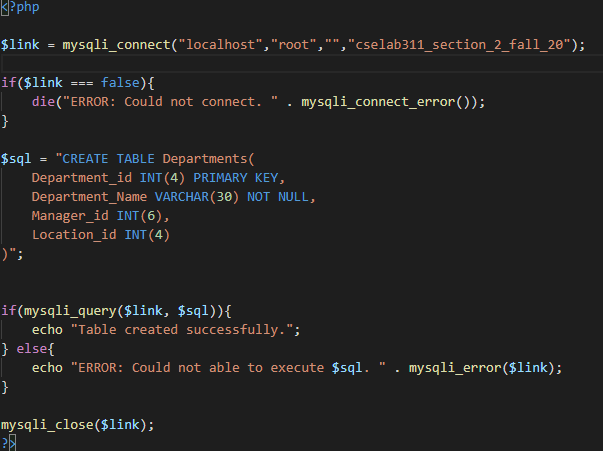 <?php
$link = mysqli_connect("localhost","root","","cselab311_section_2_fall_20");
if($link === false){
die("ERROR: Could not connect. " . mysqli_connect_error());
}
$sql = "CREATE TABLE Departments(
Department_id INT(4) PRIMARY KEY,
Department_Name VARCHAR(30) NOT NULL,
Manager_id INT(6),
Location_id INT(4)
)";
if(mysqli_query($link, $sql)){
echo "Table created successfully.";
} else{
echo "ERROR: Could not able to execute $sql. " . mysqli_error($link);
}
mysqli_close($link);
?>